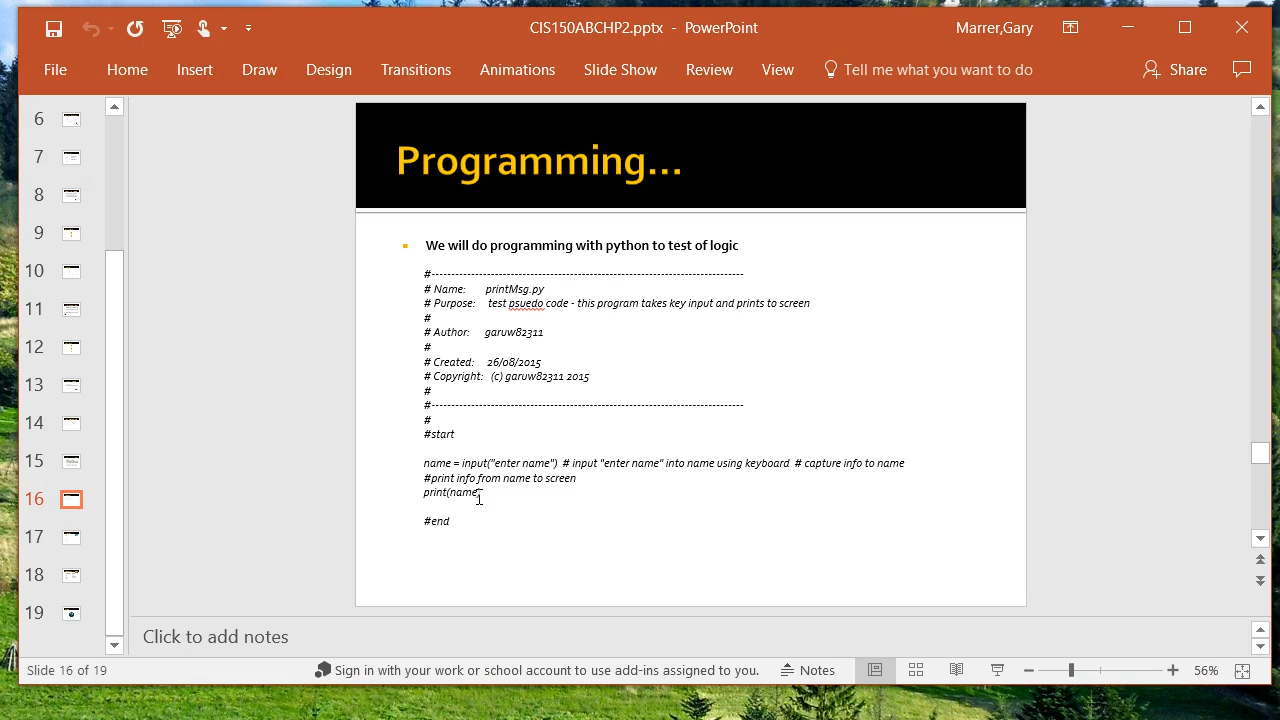 CIS150ABCHP2.pptx - PowerPoint
Marrer,Gary
File Home Insert Draw Design Transitions Animations Slide Show Review View Tell me what you want to do Share
6
7
8
9
10
11
12
13
14
15
16
17
18
19
Programming...
We will do programming with python to test of logic
#-------------------------------------------------------------------------------
# Name: printMsg.py
# Purpose: test psuedo code - this program takes key input and prints to screen
#
# Author: garuw82311
#
# Created: 26/08/2015
# Copyright: (c) garuw82311 2015
#
#-------------------------------------------------------------------------------
#
#start
name = input("enter name") # input "enter name" into name using keyboard # capture info to name
#print info from name to screen
print(name)
#end
Click to add notes
Slide 16 of 19
Sign in with your work or school account to use add-ins assigned to you.
Notes
56%